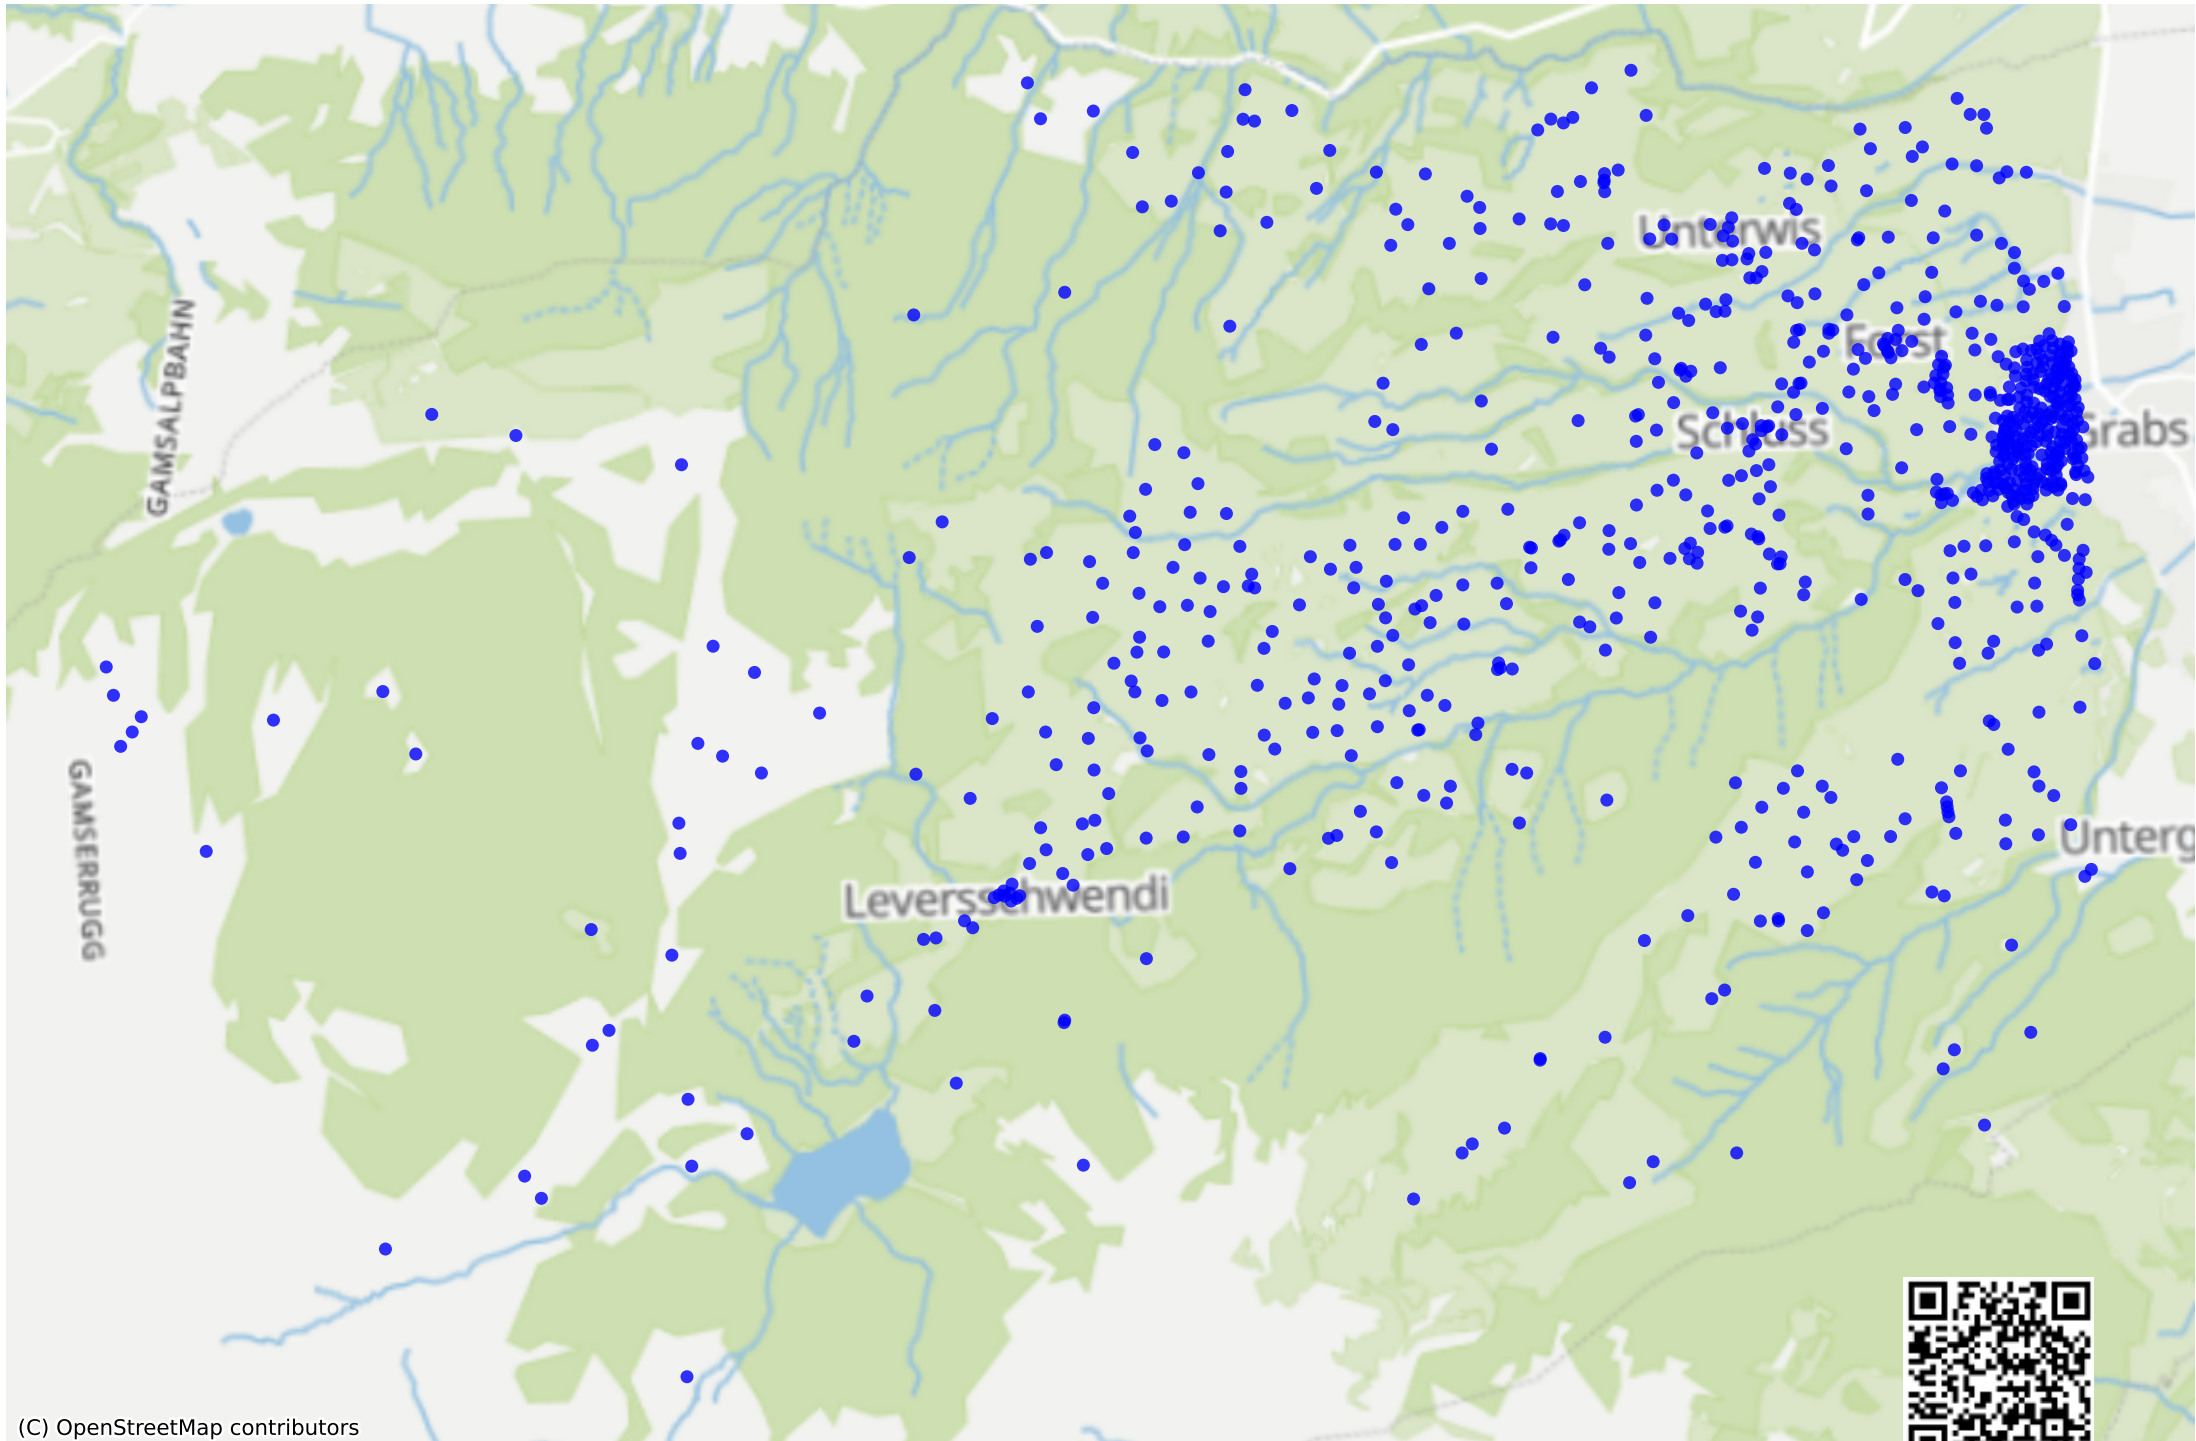 Unterwis
GAMSALPBAHN
Forst
Schluss
Grabs
GAMSERRUGG
Unterg
Leversschwendi
(C) OpenStreetMap contributors